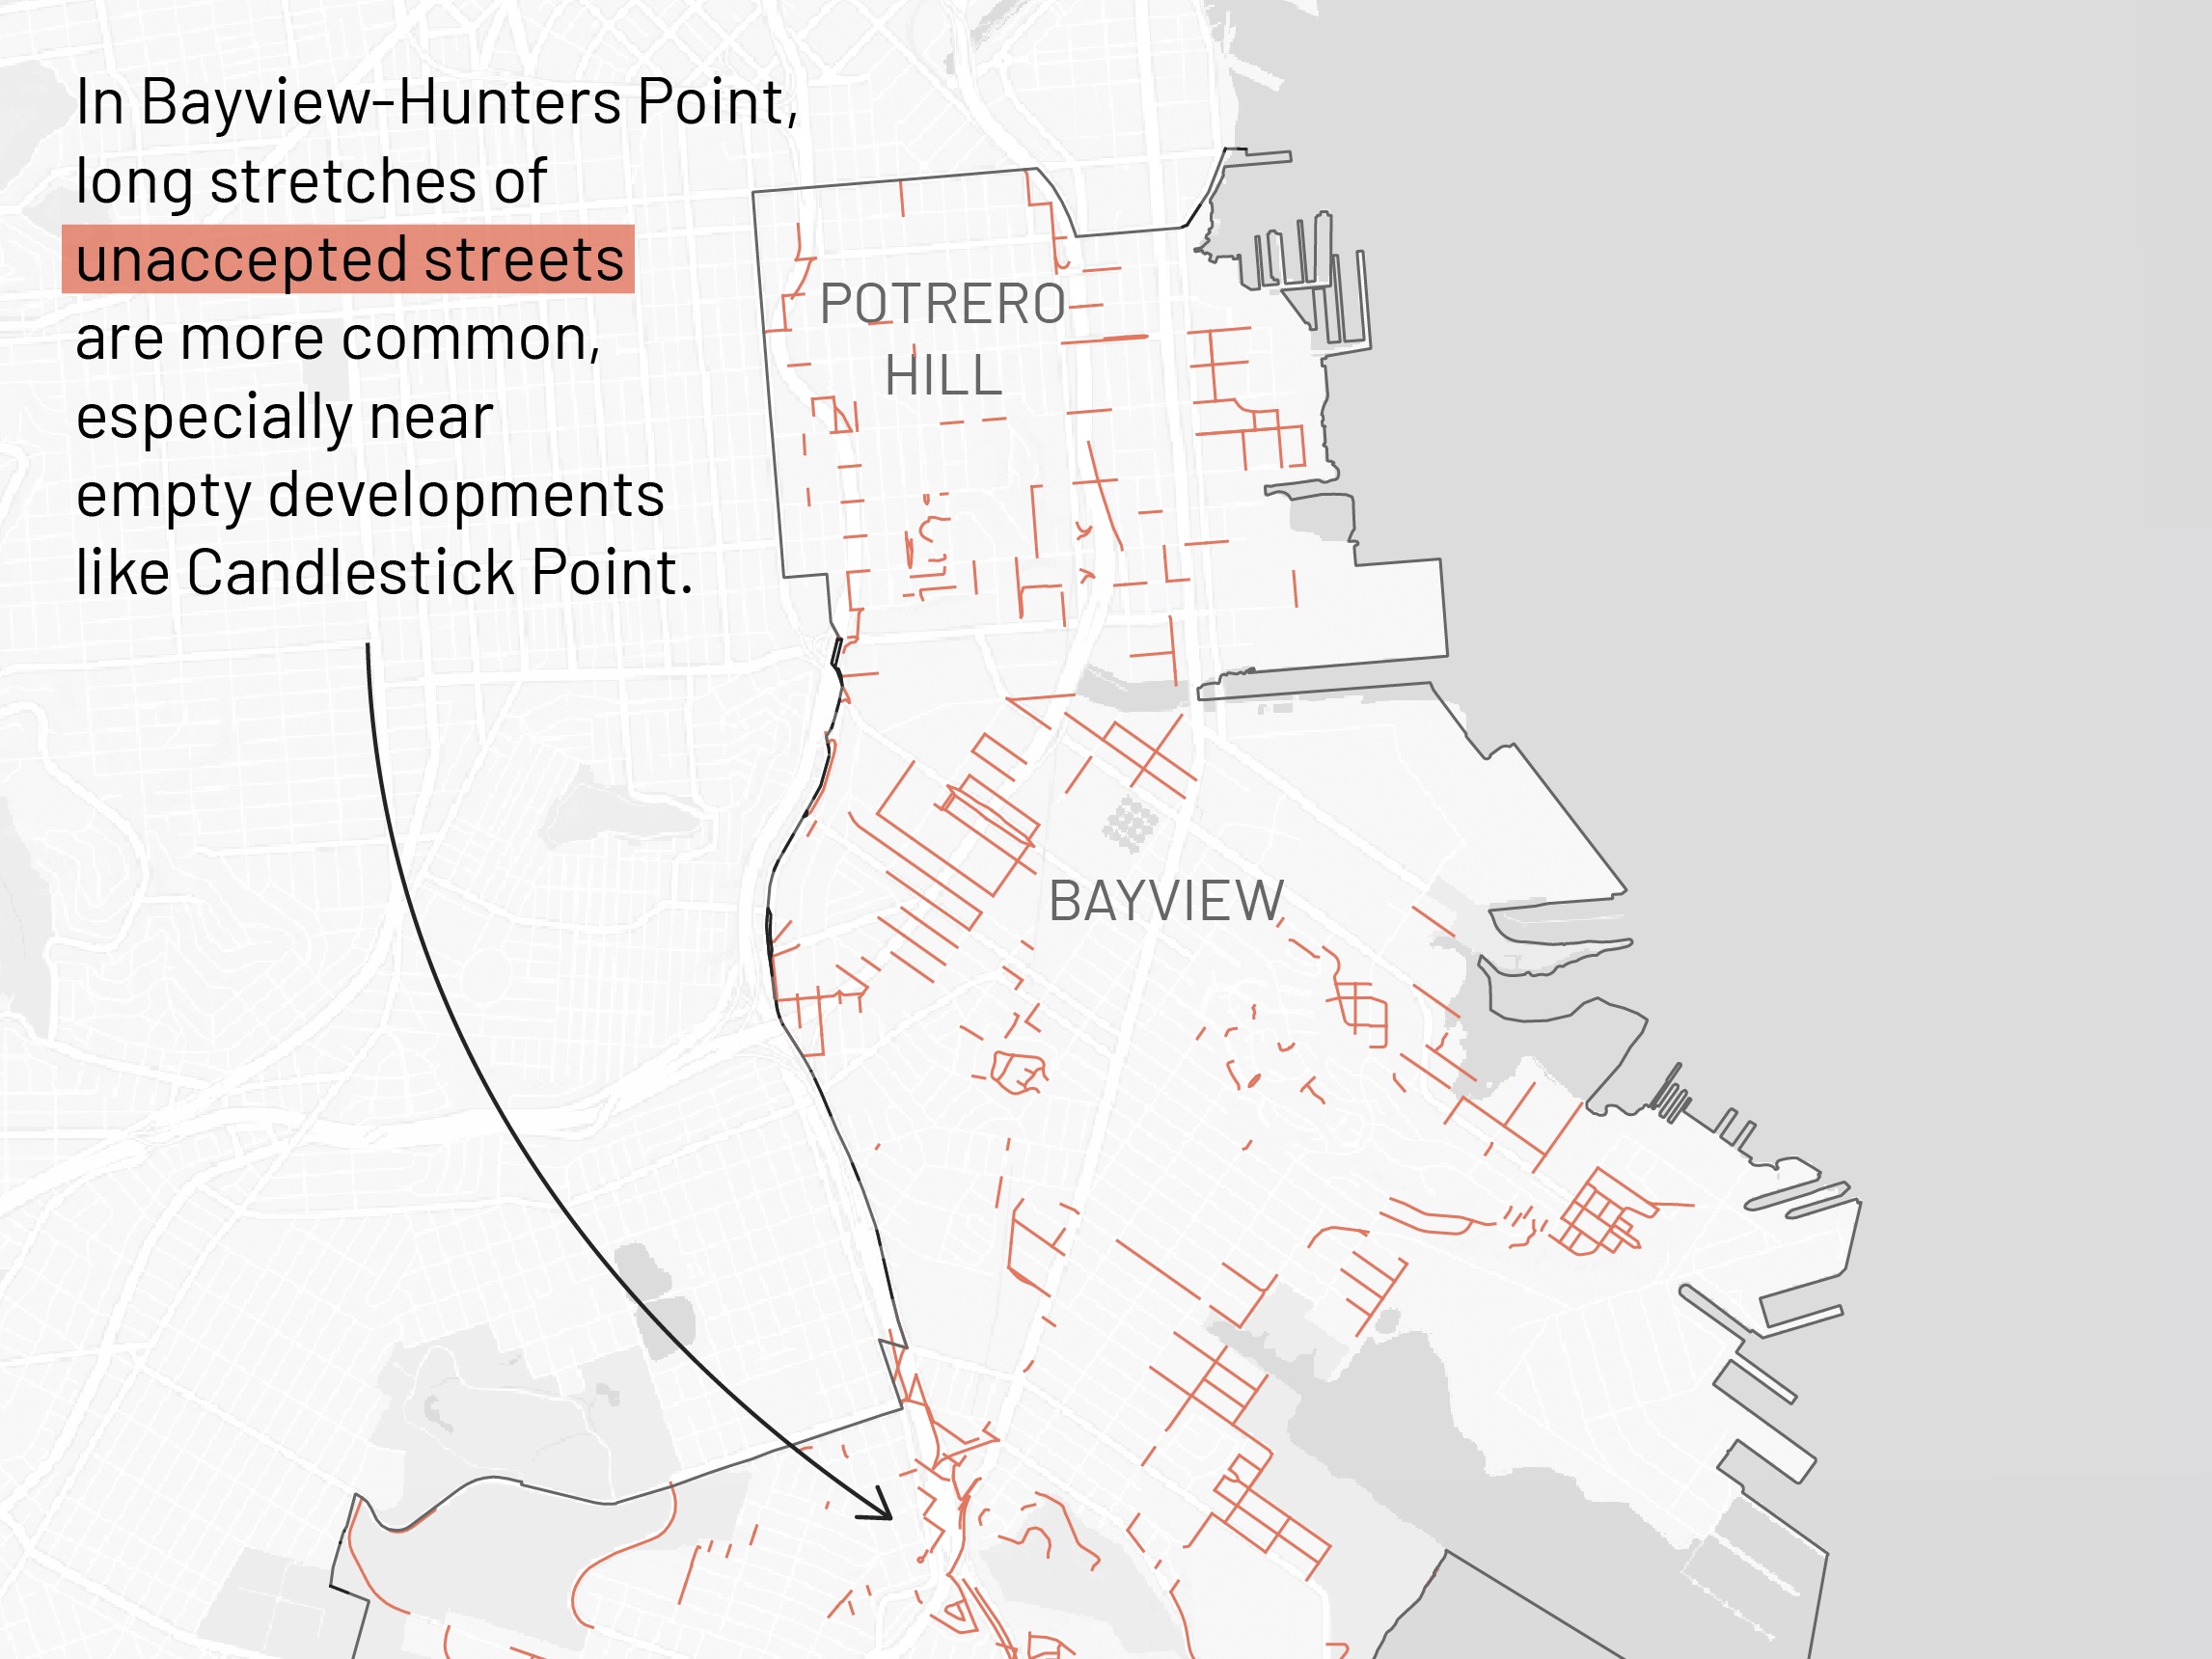 In Bayview-Hunters Point,
long stretches of
unaccepted streets
are more common,
especially near
empty developments
like Candlestick Point.
POTRERO
HILL
BAYVIEW